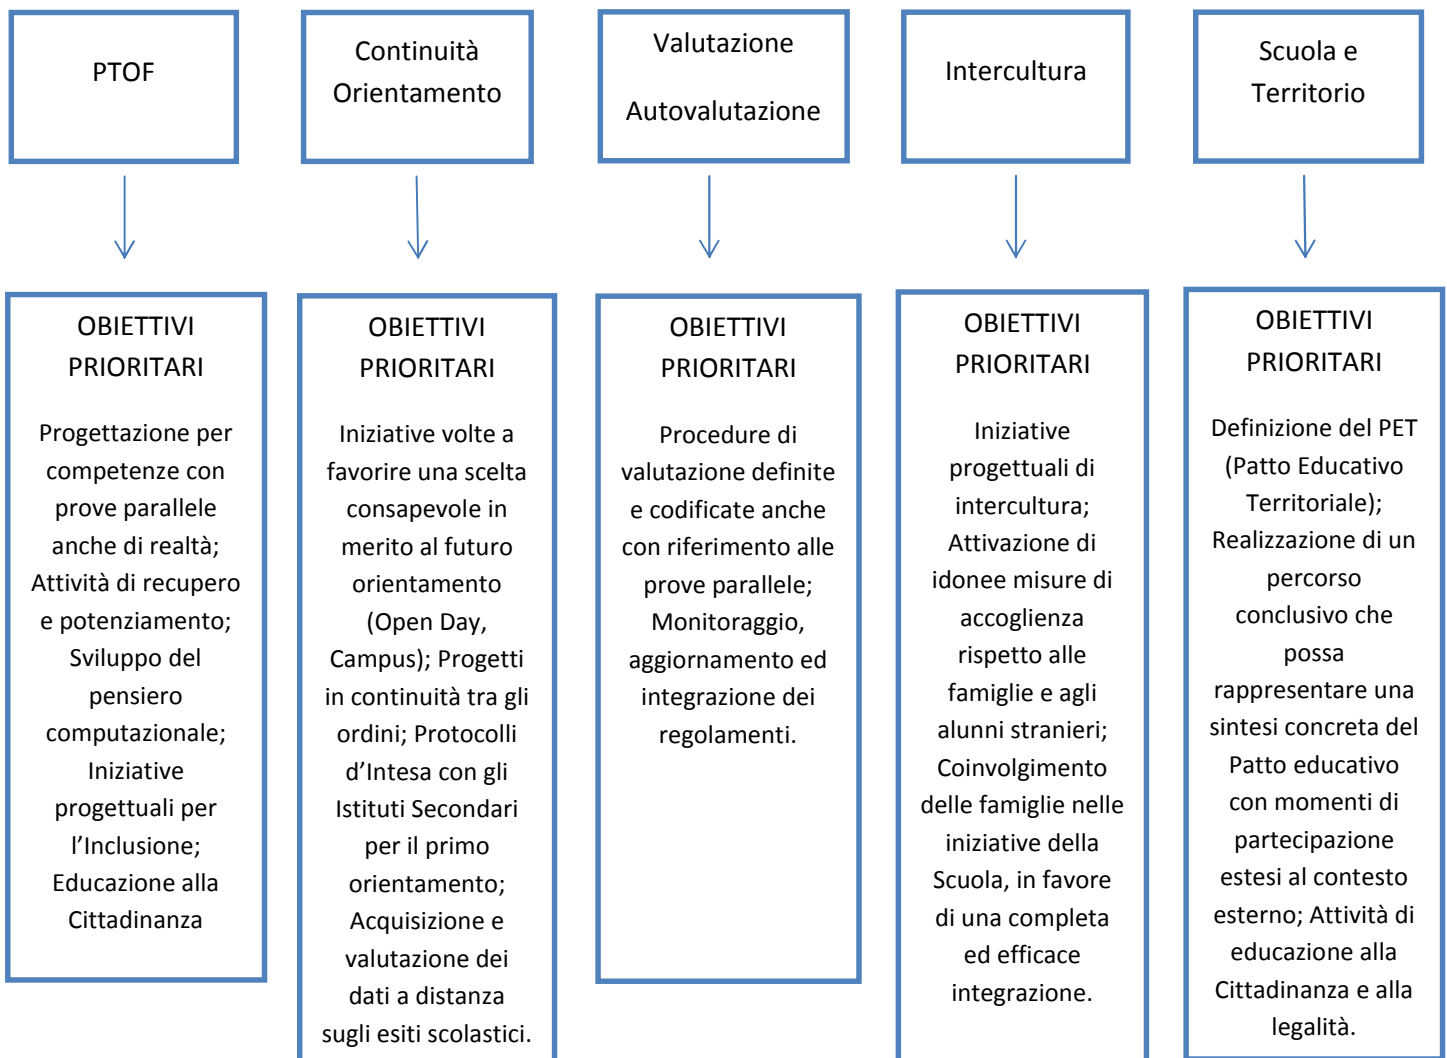 PTOF
Continuità
Orientamento
Valutazione
Autovalutazione
Intercultura
Scuola e
Territorio
OBIETTIVI
PRIORITARI
Progettazione per
competenze con
prove parallele
anche di realtà;
Attività di recupero
e potenziamento;
Sviluppo del
pensiero
computazionale;
Iniziative
progettuali per
l’Inclusione;
Educazione alla
Cittadinanza
OBIETTIVI
PRIORITARI
Iniziative volte a
favorire una scelta
consapevole in
merito al futuro
orientamento
(Open Day,
Campus); Progetti
in continuità tra gli
ordini; Protocolli
d’Intesa con gli
Istituti Secondari
per il primo
orientamento;
Acquisizione e
valutazione dei
dati a distanza
sugli esiti scolastici.
OBIETTIVI
PRIORITARI
Procedure di
valutazione definite
e codificate anche
con riferimento alle
prove parallele;
Monitoraggio,
aggiornamento ed
integrazione dei
regolamenti.
OBIETTIVI
PRIORITARI
Iniziative
progettuali di
intercultura;
Attivazione di
idonee misure di
accoglienza
rispetto alle
famiglie e agli
alunni stranieri;
Coinvolgimento
delle famiglie nelle
iniziative della
Scuola, in favore
di una completa
ed efficace
integrazione.
OBIETTIVI
PRIORITARI
Definizione del PET
(Patto Educativo
Territoriale);
Realizzazione di un
percorso
conclusivo che
possa
rappresentare una
sintesi concreta del
Patto educativo
con momenti di
partecipazione
estesi al contesto
esterno; Attività di
educazione alla
Cittadinanza e alla
legalità.